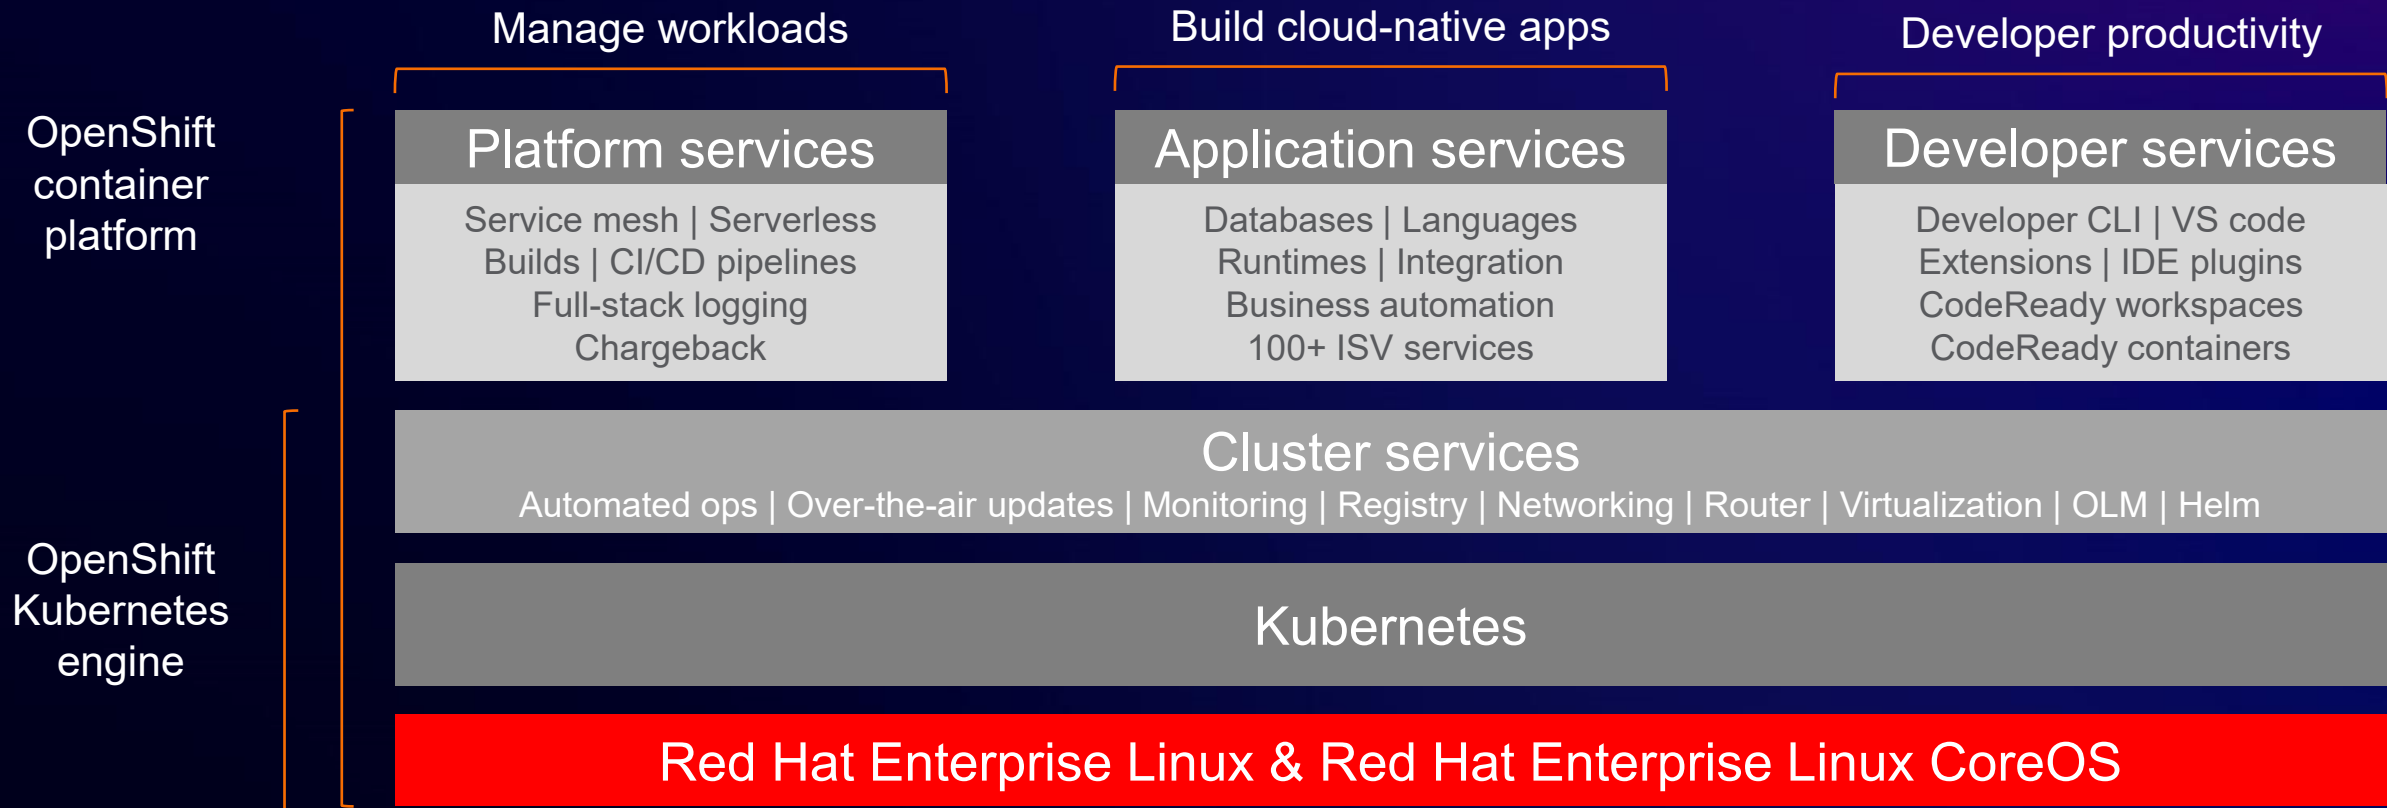 Manage workloads
Build cloud-native apps
Developer productivity
OpenShift
container
platform
Platform services
Service mesh | Serverless
Builds | CI/CD pipelines
Full-stack logging
Chargeback
Application services
Databases | Languages
Runtimes | Integration
Business automation
100+ ISV services
Developer services
Developer CLI | VS code
Extensions | IDE plugins
CodeReady workspaces
CodeReady containers
OpenShift
Kubernetes
engine
Cluster services
Automated ops | Over-the-air updates | Monitoring | Registry | Networking | Router | Virtualization | OLM | Helm
Kubernetes
Red Hat Enterprise Linux & Red Hat Enterprise Linux CoreOS